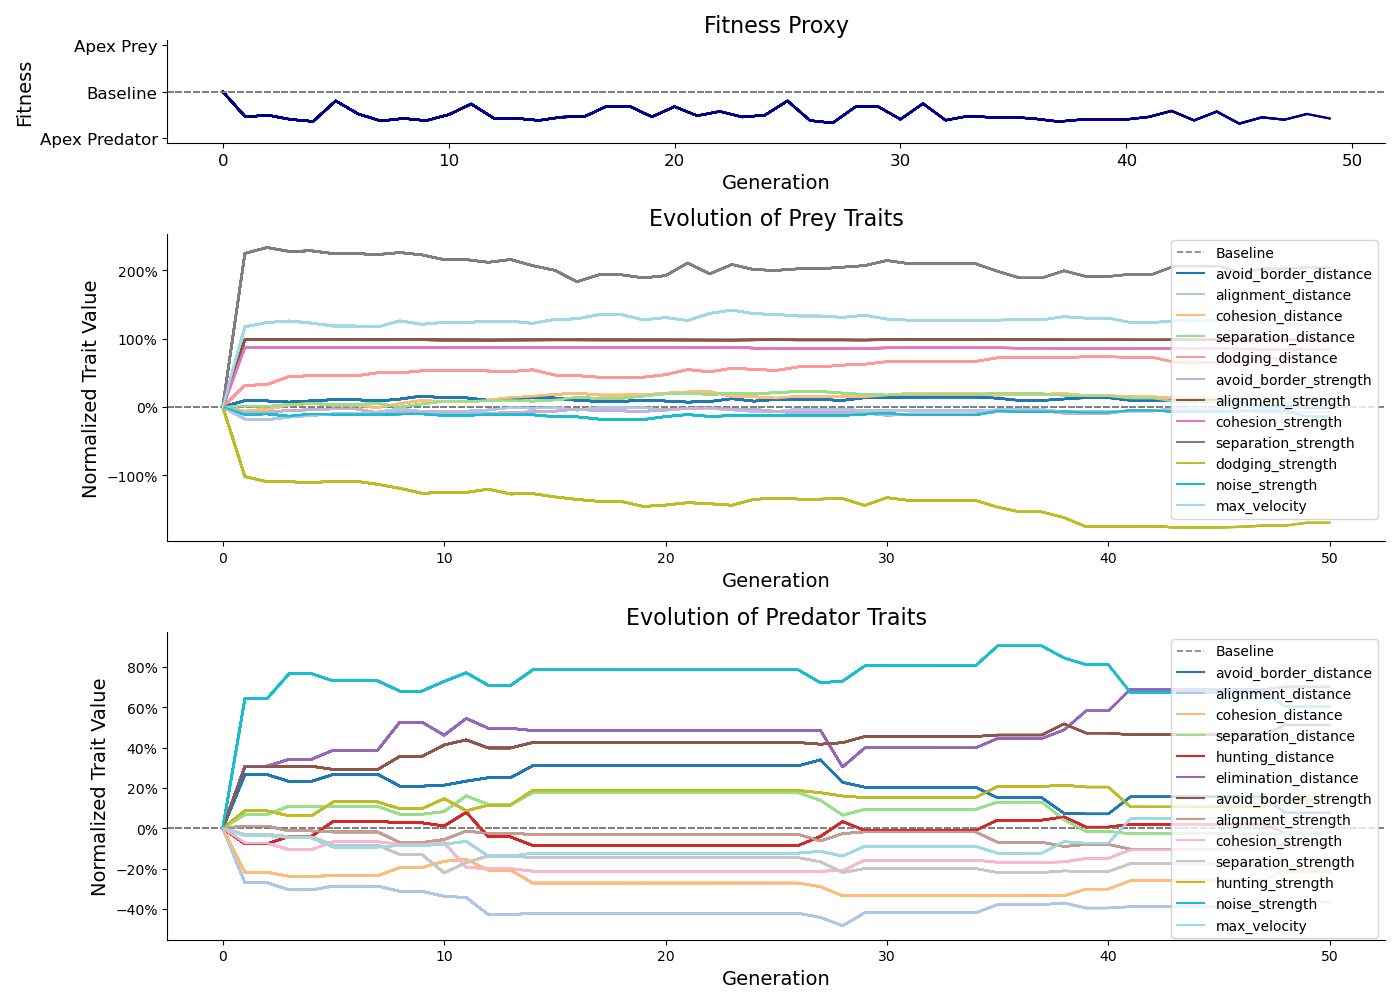 Fitness Proxy
Fitness
Apex Prey
Baseline
Apex Predator
0 10 20 30 40 50
Generation
Evolution of Prey Traits
Normalized Trait Value
200%
100%
0%
−100%
Baseline
avoid_border_distance
alignment_distance
cohesion_distance
separation_distance
dodging_distance
avoid_border_strength
alignment_strength
cohesion_strength
separation_strength
dodging_strength
noise_strength
max_velocity
0 10 20 30 40 50
Generation
Evolution of Predator Traits
Normalized Trait Value
80%
60%
40%
20%
0%
−20%
−40%
Baseline
avoid_border_distance
alignment_distance
cohesion_distance
separation_distance
hunting_distance
elimination_distance
avoid_border_strength
alignment_strength
cohesion_strength
separation_strength
hunting_strength
noise_strength
max_velocity
0 10 20 30 40 50
Generation